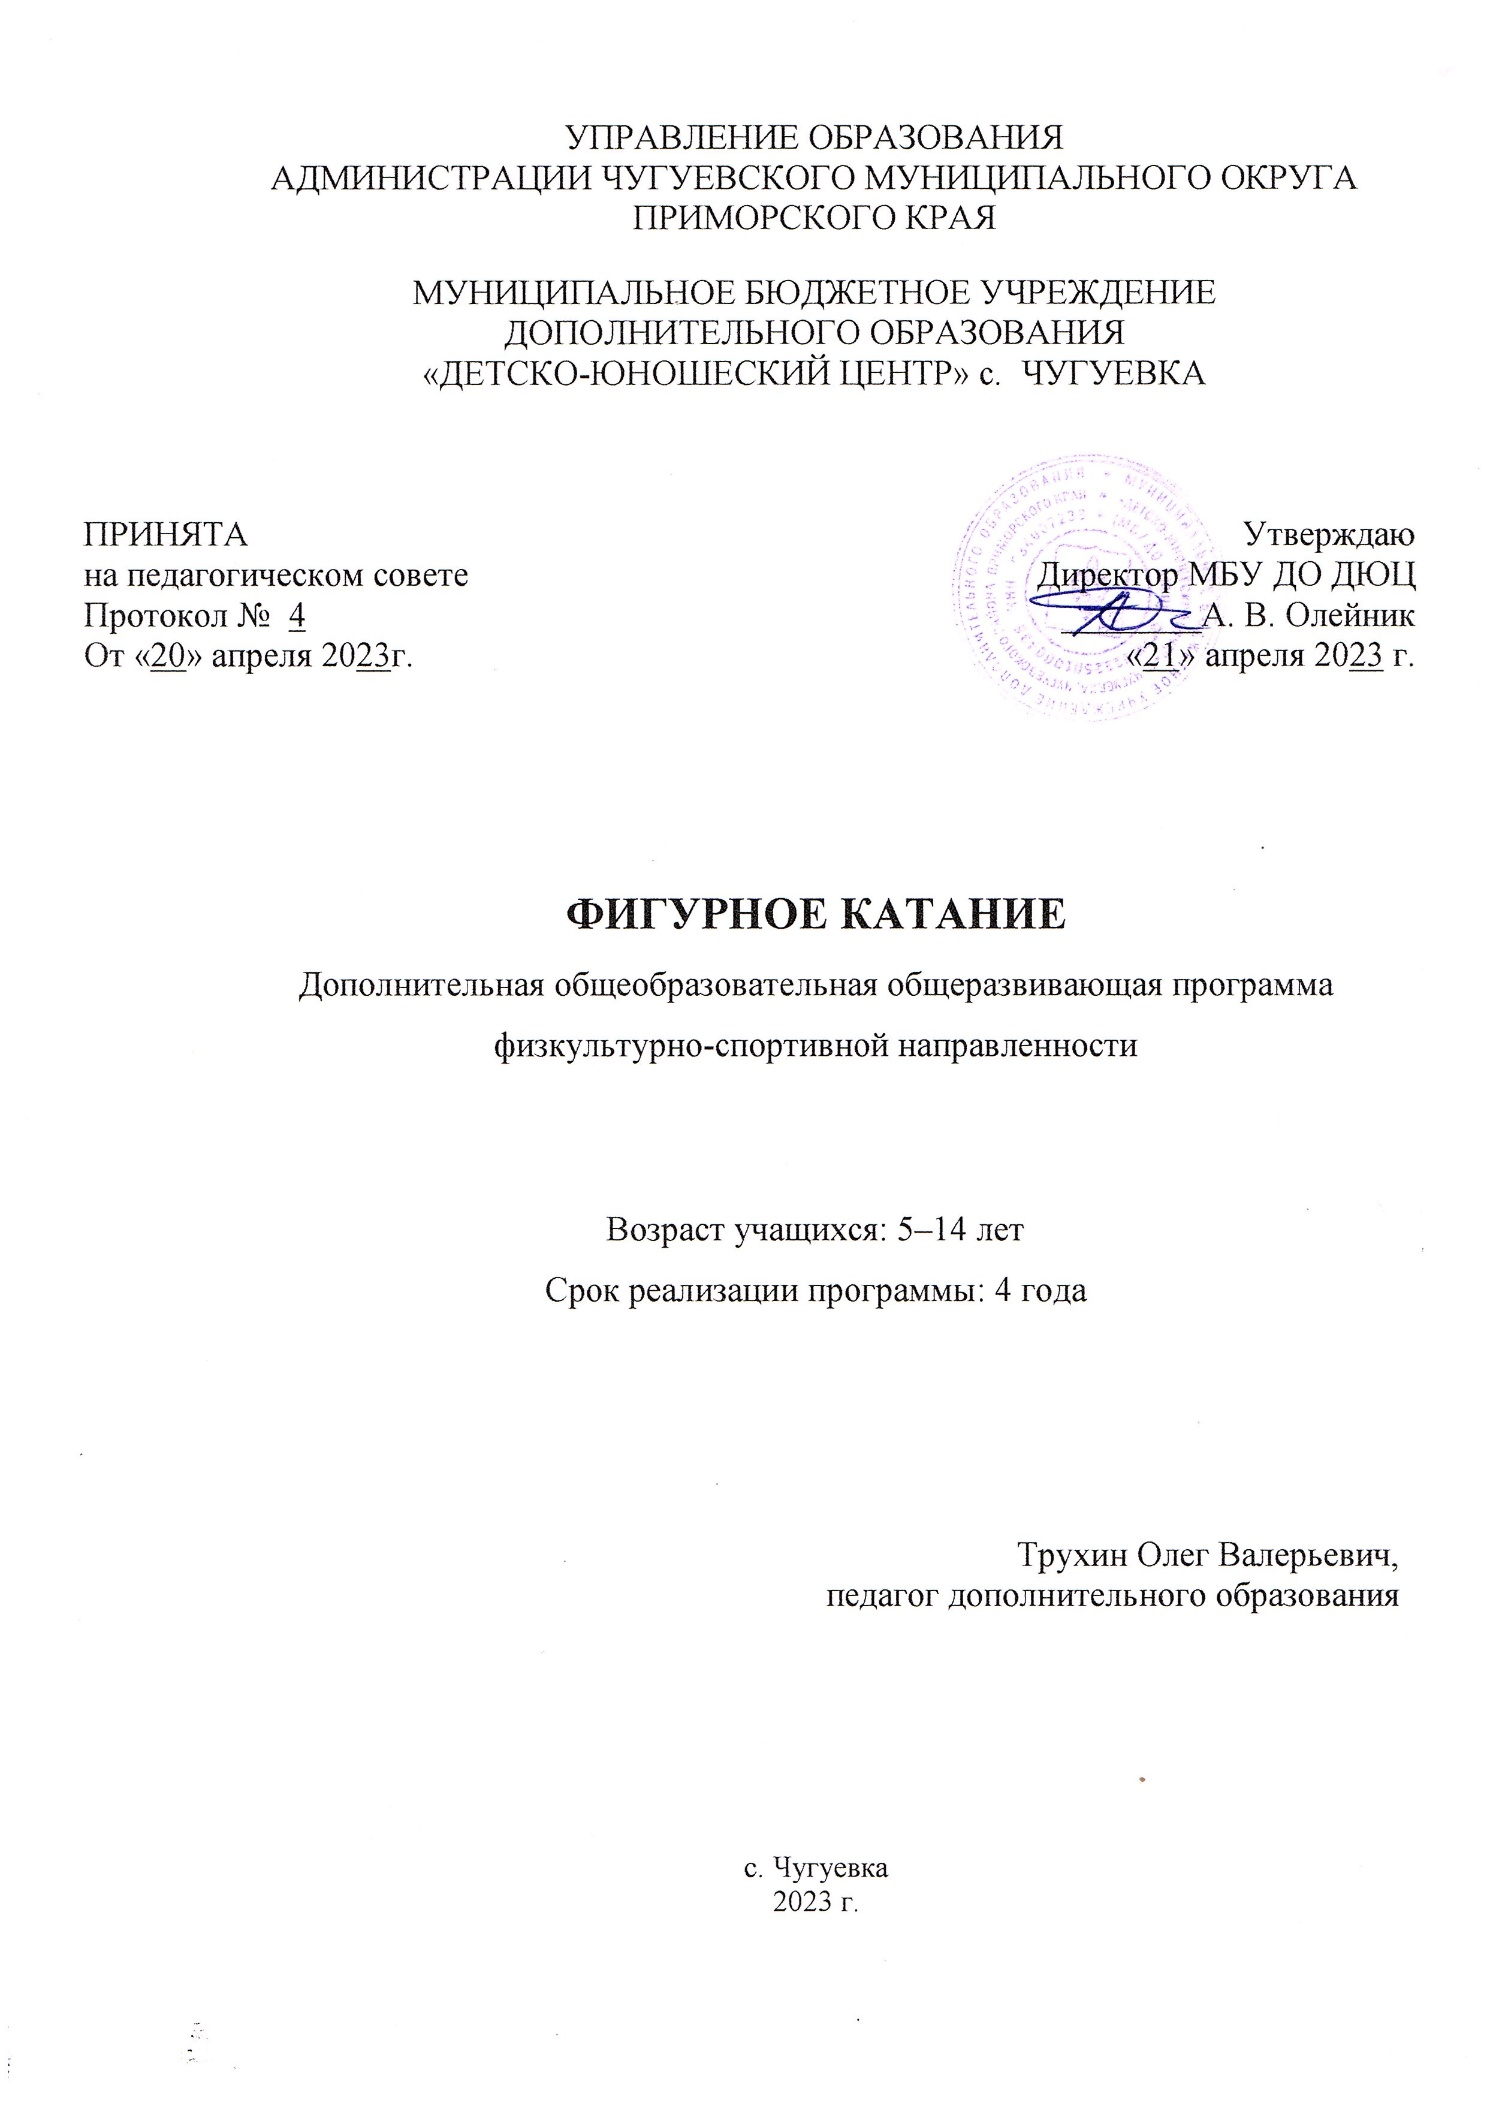 УПРАВЛЕНИЕ ОБРАЗОВАНИЯ
АДМИНИСТРАЦИИ ЧУГУЕВСКОГО МУНИЦИПАЛЬНОГО ОКРУГА
ПРИМОРСКОГО КРАЯ
МУНИЦИПАЛЬНОЕ БЮДЖЕТНОЕ УЧРЕЖДЕНИЕ
ДОПОЛНИТЕЛЬНОГО ОБРАЗОВАНИЯ
«ДЕТСКО-ЮНОШЕСКИЙ ЦЕНТР» с. ЧУГУЕВКА
ПРИНЯТА
на педагогическом совете
Протокол № 4
От «20» апреля 2023г.
Утверждаю
Директор МБУ ДО ДЮЦ
А. В. Олейник
«21» апреля 2023 г.
ФИГУРНОЕ КАТАНИЕ
Дополнительная общеобразовательная общеразвивающая программа
физкультурно-спортивной направленности
Возраст учащихся: 5–14 лет
Срок реализации программы: 4 года
Трухин Олег Валерьевич,
педагог дополнительного образования
с. Чугуевка
2023 г.